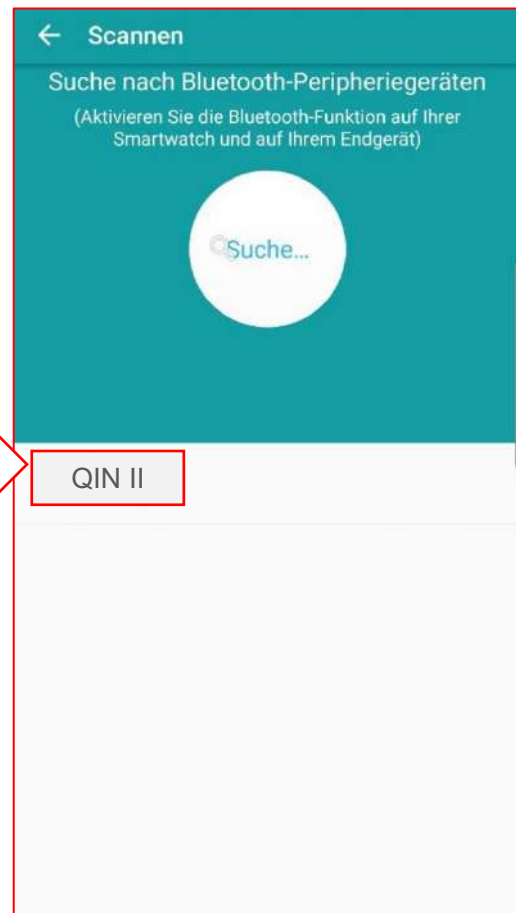 Scannen
Suche nach Bluetooth-Peripheriegeräten
(Aktivieren Sie die Bluetooth-Funktion auf Ihrer
Smartwatch und auf Ihrem Endgerät)
Suche...
QIN II